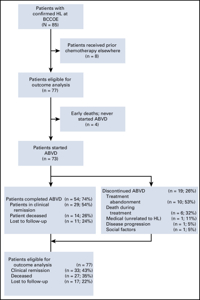 Patients with
confirmed HL at
BCCOE
(N = 85)
Patients received prior
chemotherapy elsewhere
(n = 8)
Patients eligible for
outcome analysis
(n = 77)
Early deaths; never
started ABVD
(n = 4)
Patients started
ABVD
(n = 73)
Patients completed ABVD (n = 54; 74%)
Patients in clinical (n = 29; 54%)
remission
Patient deceased (n = 14; 26%)
Lost to follow-up (n = 11; 24%)
Discontinued ABVD (n = 19; 26%)
Treatment
abandonment (n = 10; 53%)
Death during
treatment (n = 6; 32%)
Medical (unrelated to HL) (n = 1; 11%)
Disease progression (n = 1; 5%)
Social factors (n = 1; 5%)
Patients eligible for
outcome analysis (n = 77)
Clinical remission (n = 33; 43%)
Deceased (n = 27; 35%)
Lost to follow-up (n = 17; 22%)